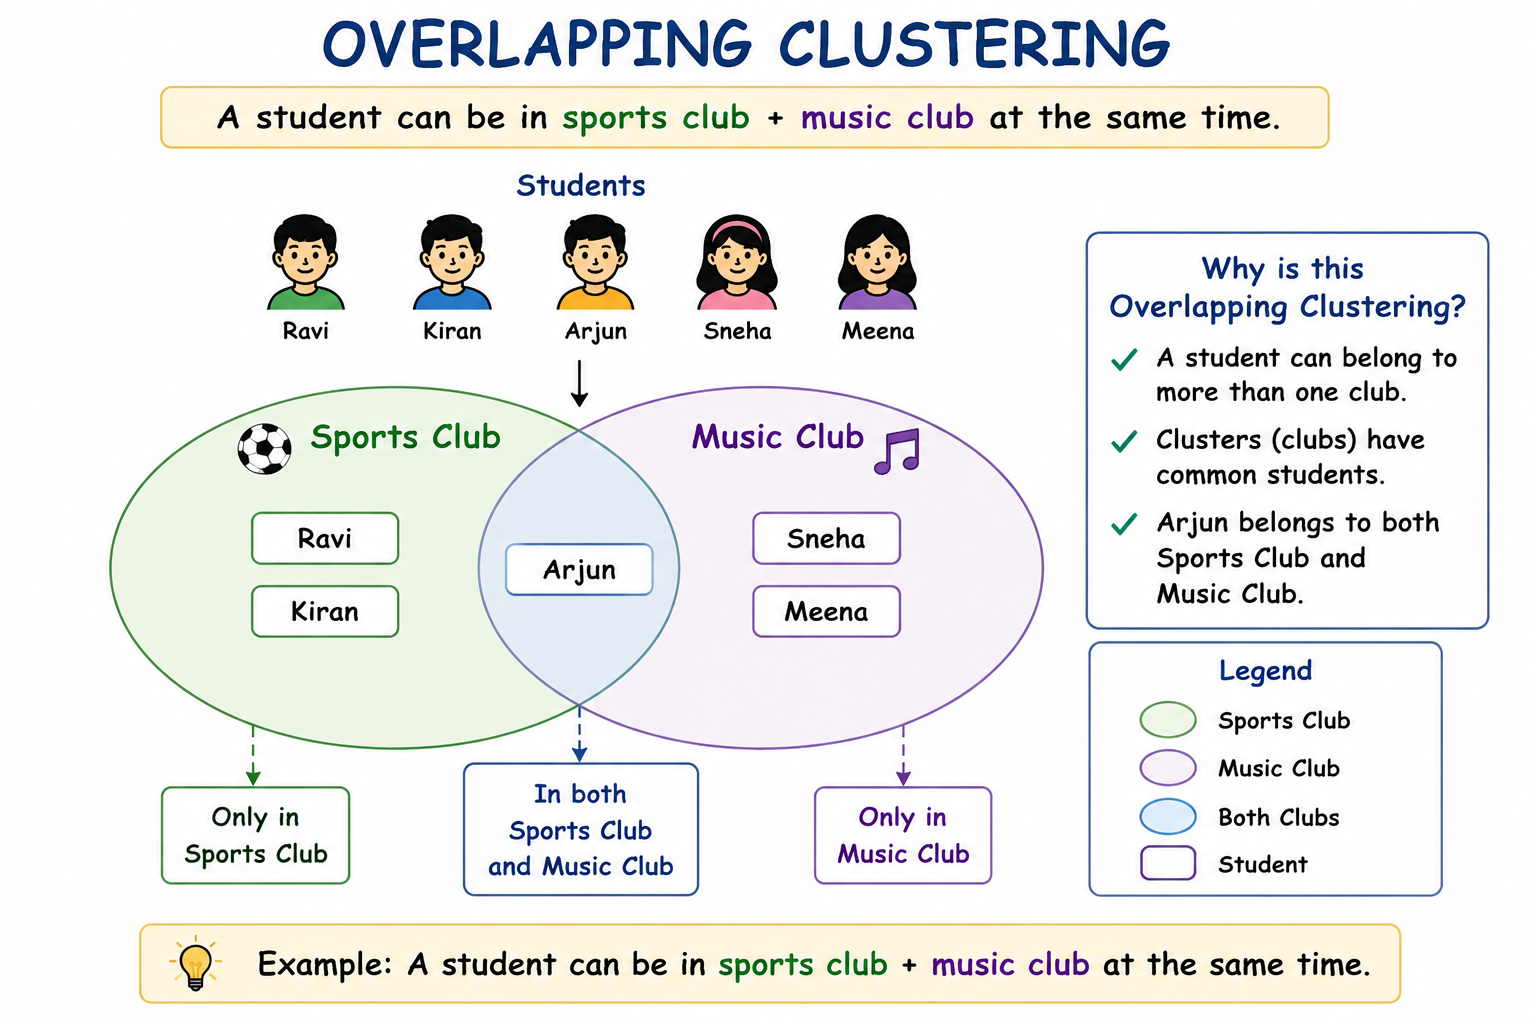 OVERLAPPING CLUSTERING
A student can be in sports club + music club at the same time.
Students
Ravi
Kiran
Arjun
Sneha
Meena
Sports Club
Music Club
Ravi
Kiran
Arjun
Sneha
Meena
Only in
Sports Club
In both
Sports Club
and Music Club
Only in
Music Club
Why is this
Overlapping Clustering?
A student can belong to
more than one club.
Clusters (clubs) have
common students.
Arjun belongs to both
Sports Club and
Music Club.
Legend
Sports Club
Music Club
Both Clubs
Student
Example: A student can be in sports club + music club at the same time.